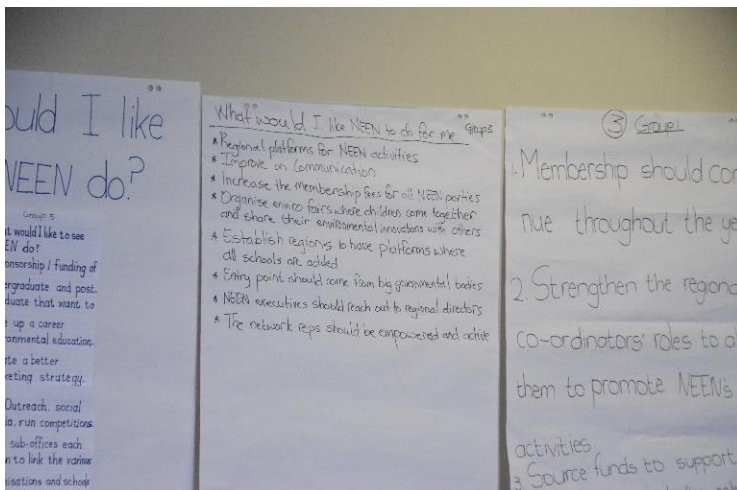 ould I like
NEEN do?
Group 5
t would I like to see
EN do?
onsorship / funding of
ergraduate and post.
duate that want to
e up a career
ronmental education.
te a better
keting strategy.
Outreach, social
ia, run competitions.
sub-offices each
n to link the various
nisations and schools
What would I like NEEN to do for me Group 3
* Regional platforms for NEEN activities
* Improve on Communication
* Increase the membership fees for all NEEN parties
* Organise enviro fairs where children come together
and share their environmental innovations with others
* Establish regions to have platforms where
all schools are added
* Entry point should come from big governmental bodies
* NEEN executives should reach out to regional directors
* The network reps should be empowered and active
3 Group 1
1. Membership should con
nue throughout the ye
2. Strengthen the regiona
co-ordinators' roles to a
them to promote NEEN's
activities.
3. Source funds to support